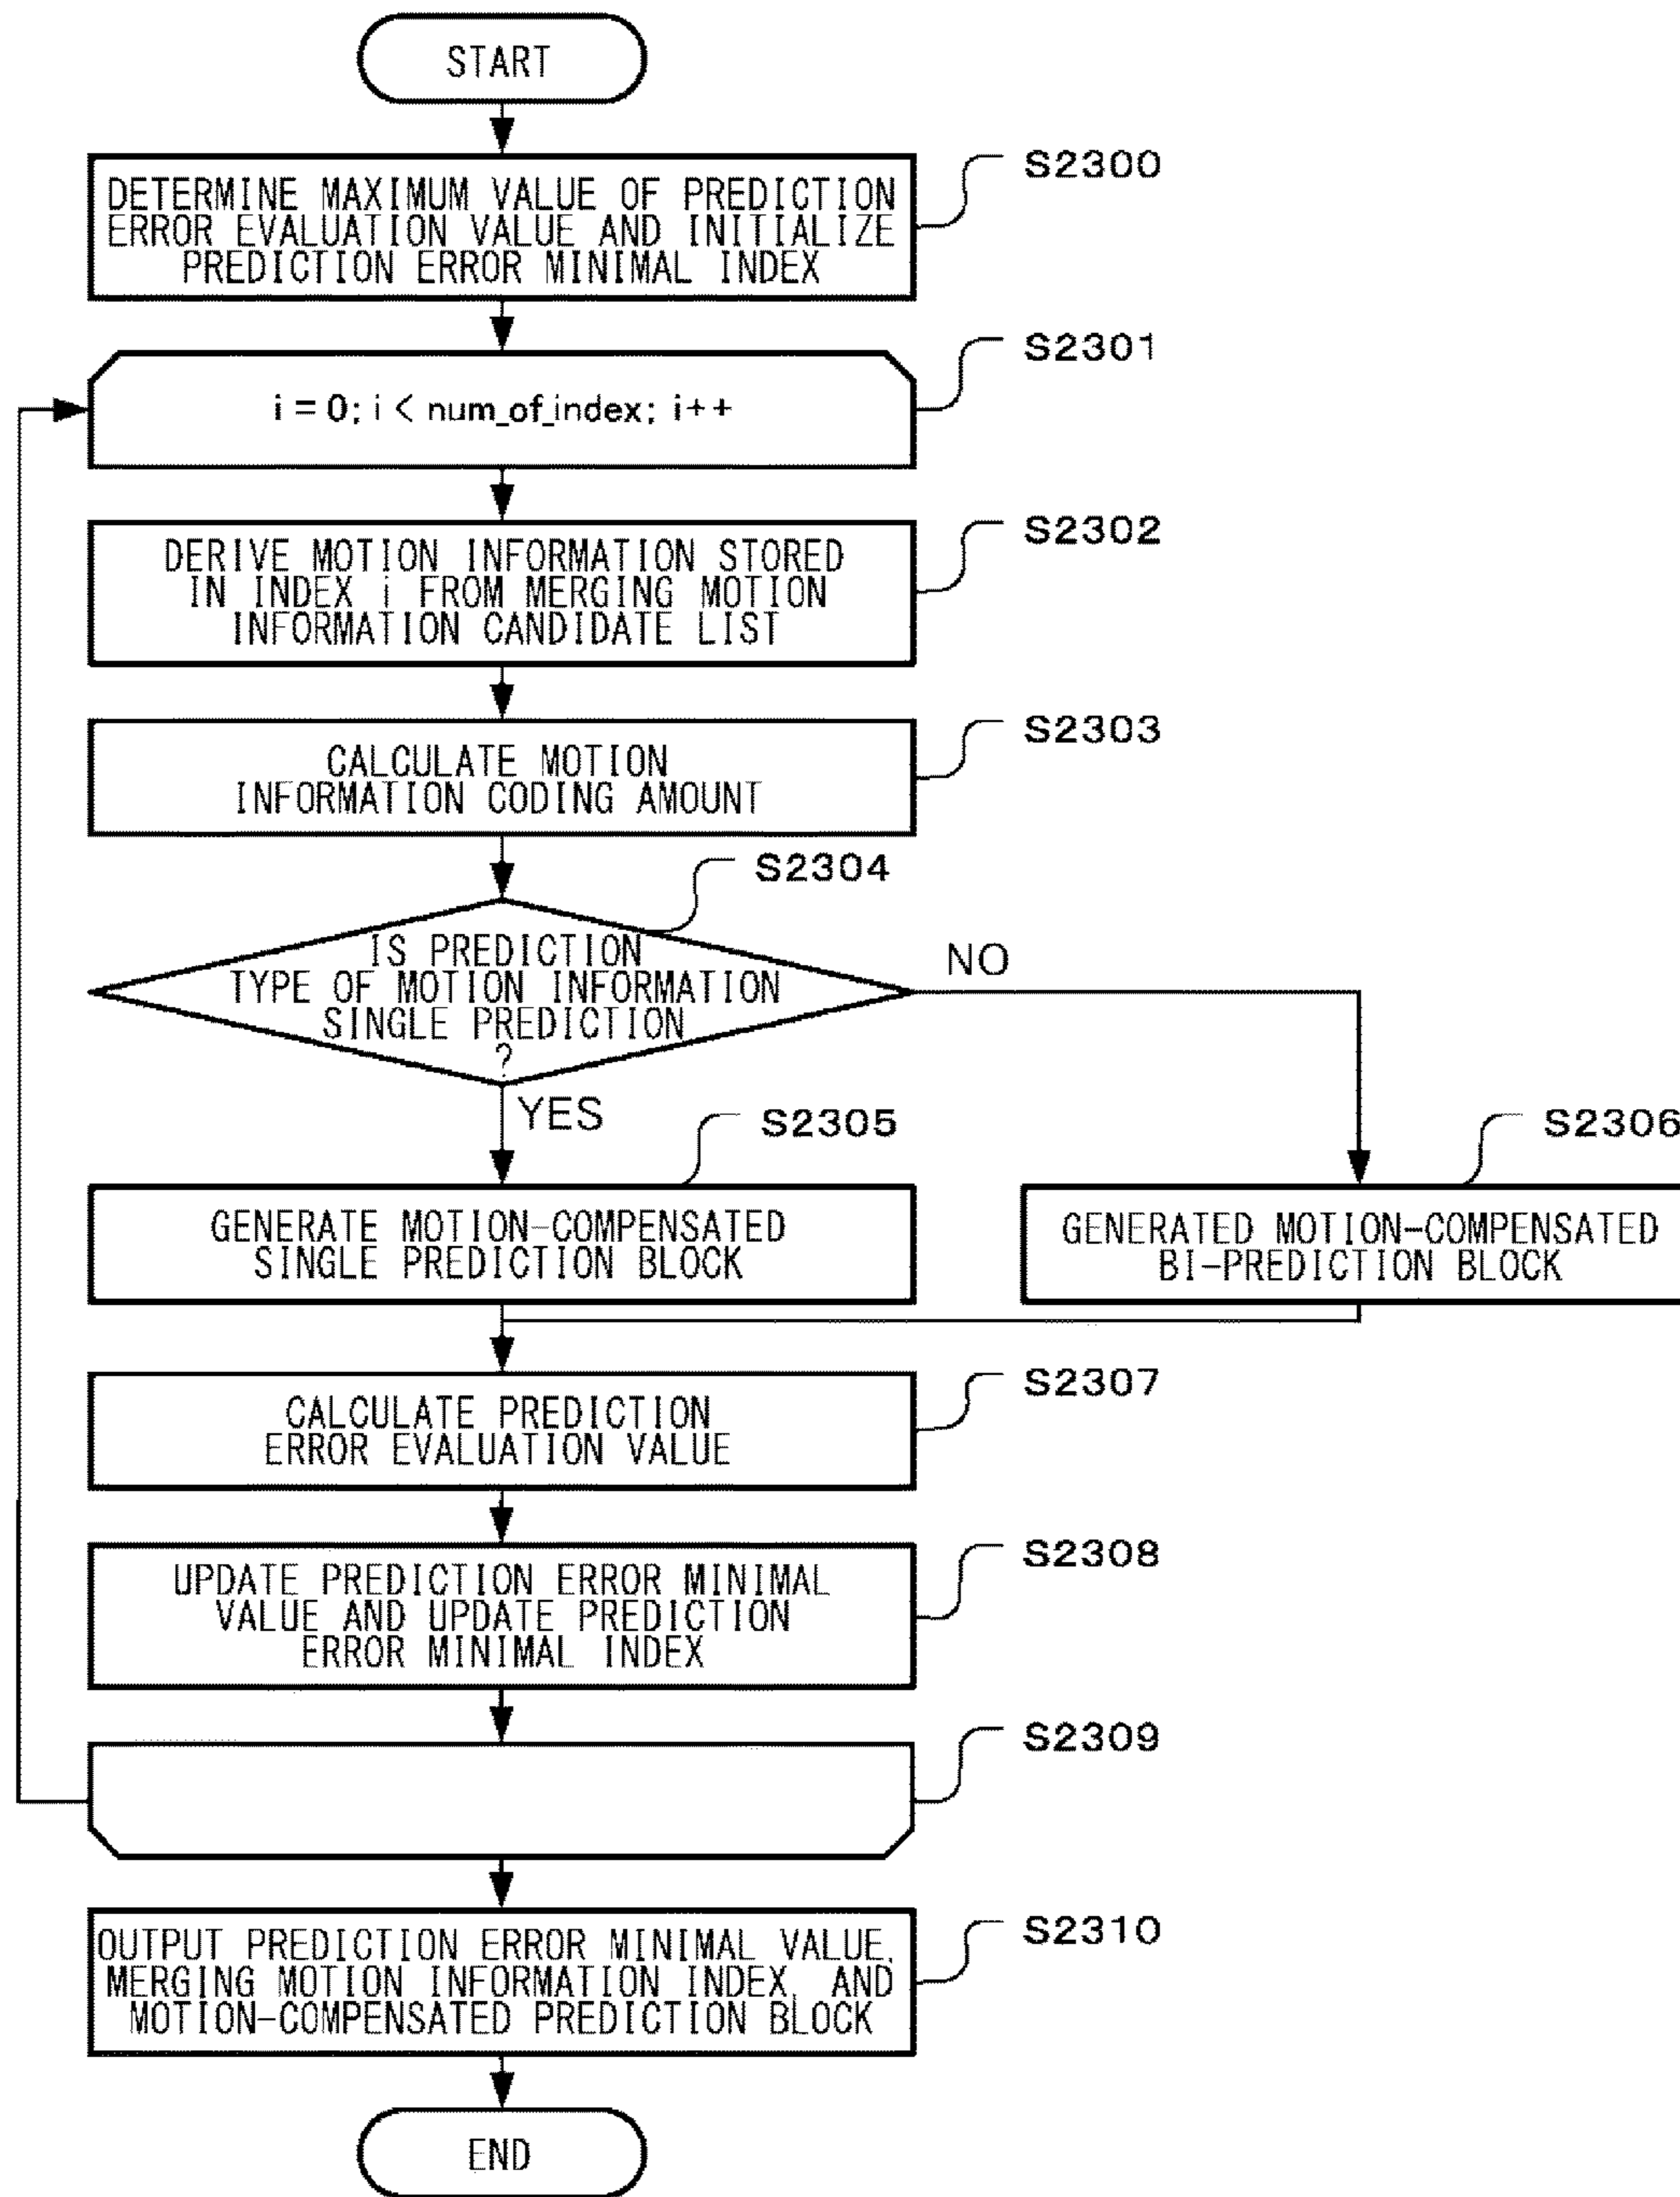 START
S2300
DETERMINE MAXIMUM VALUE OF PREDICTION
ERROR EVALUATION VALUE AND INITIALIZE
PREDICTION ERROR MINIMAL INDEX
S2301
i = 0; i < num_of_index; i++
S2302
DERIVE MOTION INFORMATION STORED
IN INDEX i FROM MERGING MOTION
INFORMATION CANDIDATE LIST
S2303
CALCULATE MOTION
INFORMATION CODING AMOUNT
S2304
IS PREDICTION
TYPE OF MOTION INFORMATION
SINGLE PREDICTION
?
NO
YES
S2305
S2306
GENERATE MOTION-COMPENSATED
SINGLE PREDICTION BLOCK
GENERATED MOTION-COMPENSATED
BI-PREDICTION BLOCK
S2307
CALCULATE PREDICTION
ERROR EVALUATION VALUE
S2308
UPDATE PREDICTION ERROR MINIMAL
VALUE AND UPDATE PREDICTION
ERROR MINIMAL INDEX
S2309
S2310
OUTPUT PREDICTION ERROR MINIMAL VALUE,
MERGING MOTION INFORMATION INDEX, AND
MOTION-COMPENSATED PREDICTION BLOCK
END